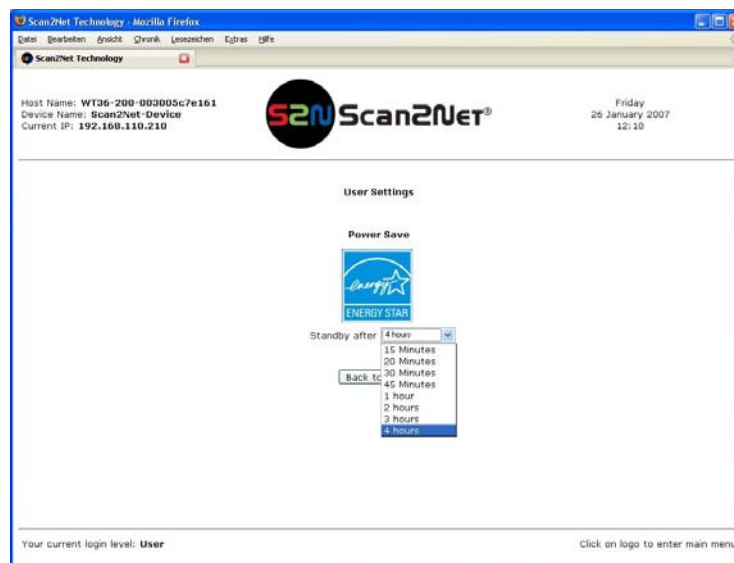 Scan2Net Technology - Mozilla Firefox
Datei Bearbeiten Ansicht Chronik Lesezeichen Extras Hilfe
Scan2Net Technology
Host Name: WT36-200-003005c7e161
Device Name: Scan2Net-Device
Current IP: 192.168.110.210
S2N Scan2Net®
Friday
26 January 2007
12:10
User Settings
Power Save
energy
ENERGY STAR
Standby after 4 hours
15 Minutes
20 Minutes
Back to
30 Minutes
45 Minutes
1 hour
2 hours
3 hours
4 hours
Your current login level: User
Click on logo to enter main menu